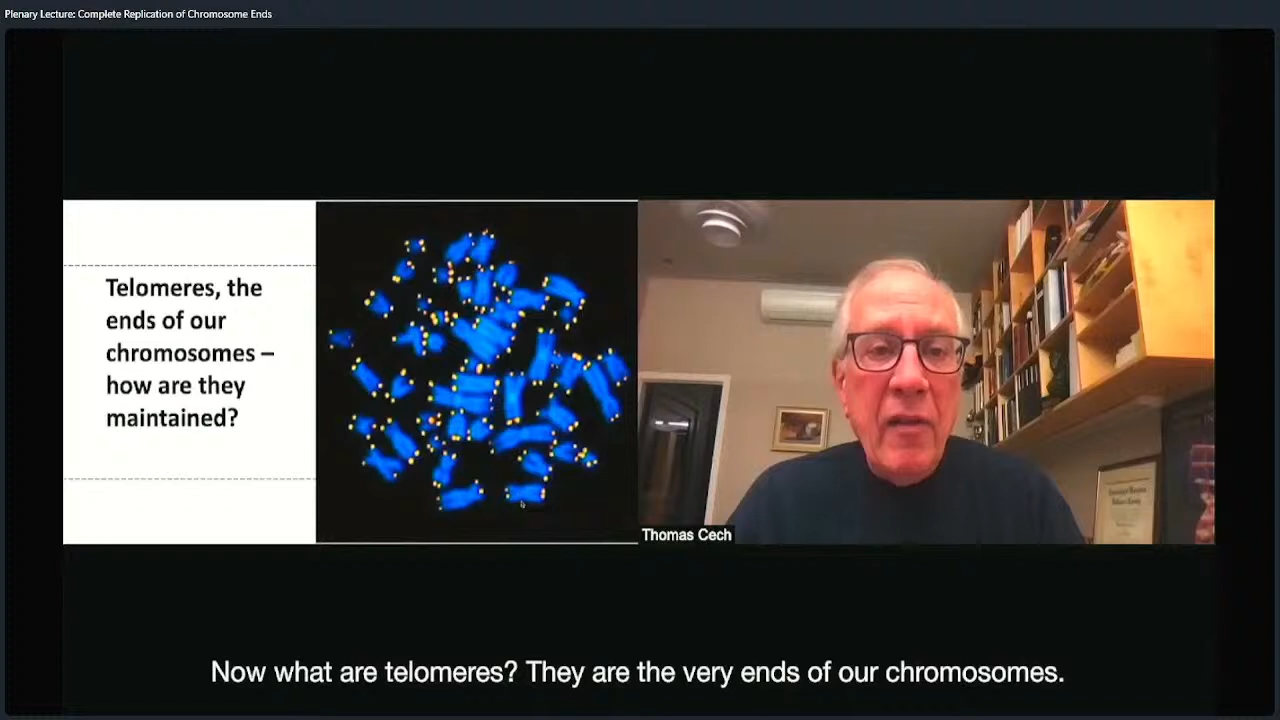 Plenary Lecture: Complete Replication of Chromosome Ends
Telomeres, the
ends of our
chromosomes –
how are they
maintained?
Thomas Cech
Now what are telomeres? They are the very ends of our chromosomes.